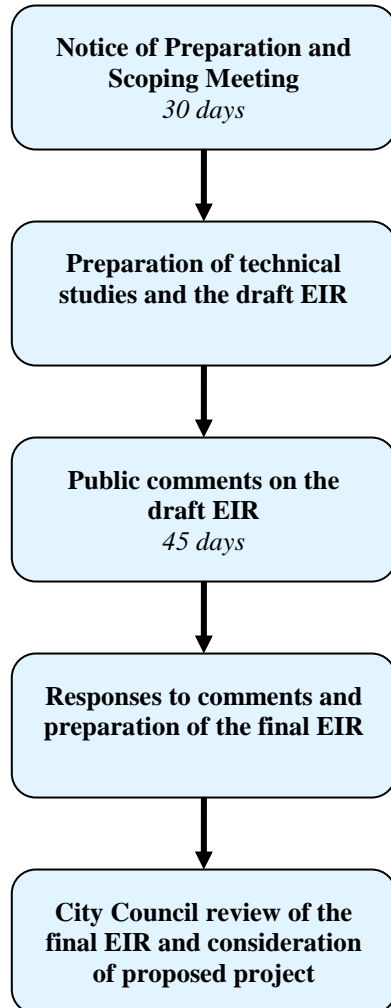 Notice of Preparation and
Scoping Meeting
30 days
Preparation of technical
studies and the draft EIR
Public comments on the
draft EIR
45 days
Responses to comments and
preparation of the final EIR
City Council review of the
final EIR and consideration
of proposed project